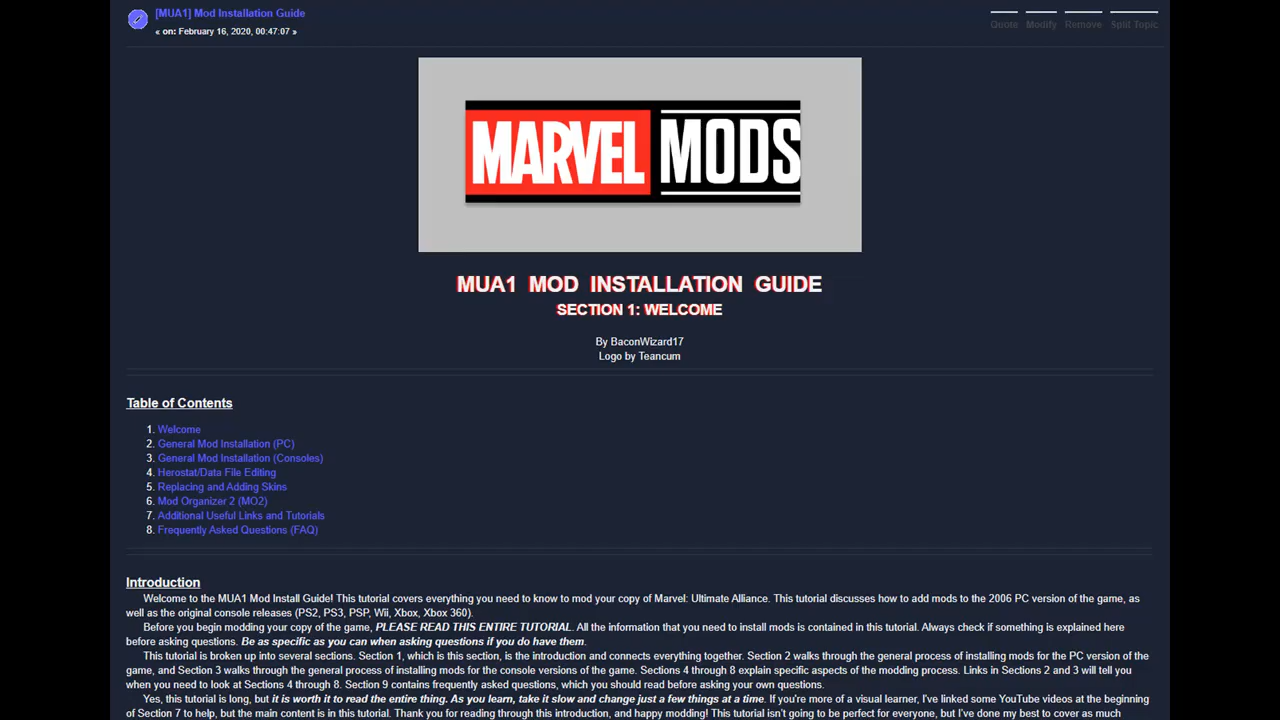 [MUA1] Mod Installation Guide
« on: February 16, 2020, 00:47:07 »
Quote Modify Remove Split Topic
MARVEL MODS
MUA1 MOD INSTALLATION GUIDE
SECTION 1: WELCOME
By BaconWizard17
Logo by Teancum
Table of Contents
1. Welcome
2. General Mod Installation (PC)
3. General Mod Installation (Consoles)
4. Herostat/Data File Editing
5. Replacing and Adding Skins
6. Mod Organizer 2 (MO2)
7. Additional Useful Links and Tutorials
8. Frequently Asked Questions (FAQ)
Introduction
Welcome to the MUA1 Mod Install Guide! This tutorial covers everything you need to know to mod your copy of Marvel: Ultimate Alliance. This tutorial discusses how to add mods to the 2006 PC version of the game, as
well as the original console releases (PS2, PS3, PSP, Wii, Xbox, Xbox 360).
Before you begin modding your copy of the game, PLEASE READ THIS ENTIRE TUTORIAL. All the information that you need to install mods is contained in this tutorial. Always check if something is explained here
before asking questions. Be as specific as you can when asking questions if you do have them.
This tutorial is broken up into several sections. Section 1, which is this section, is the introduction and connects everything together. Section 2 walks through the general process of installing mods for the PC version of the
game, and Section 3 walks through the general process of installing mods for the console versions of the game. Sections 4 through 8 explain specific aspects of the modding process. Links in Sections 2 and 3 will tell you
when you need to look at Sections 4 through 8. Section 9 contains frequently asked questions, which you should read before asking your own questions.
Yes, this tutorial is long, but it is worth it to read the entire thing. As you learn, take it slow and change just a few things at a time. If you're more of a visual learner, I've linked some YouTube videos at the beginning
of Section 7 to help, but the main content is in this tutorial. Thank you for reading through this introduction, and happy modding! This tutorial isn't going to be perfect for everyone, but I've done my best to cover as much